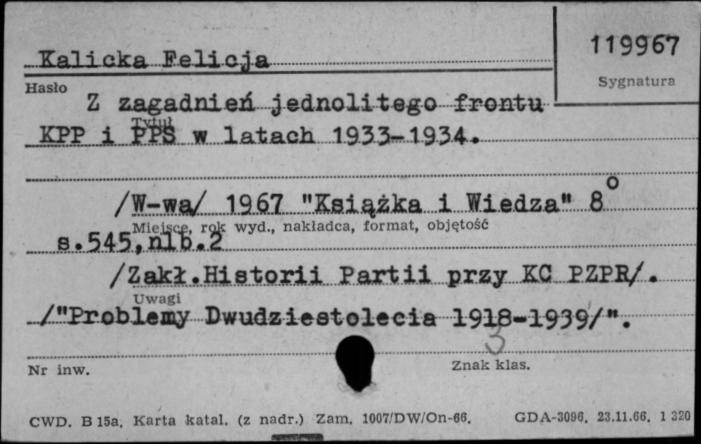 119967
Kalicka Felicja
Sygnatura
Hasło
Z zagadnień jednolitego frontu
Tytuł
KPP i PPS w latach 1933-1934.
/W-wa/ 1967 "Książka i Wiedza" 8°
Miejsce, rok wyd., nakładca, format, objętość
s.545,nlb.2
/Zakł.Historii Partii przy KC PZPR/.
Uwagi
/"Problemy Dwudziestolecia 1918-1939/".
3
Nr inw.
Znak klas.
CWD. B 15a. Karta katal. (z nadr.) Zam. 1007/DW/On-66. GDA-3096. 23.11.66. 1 320